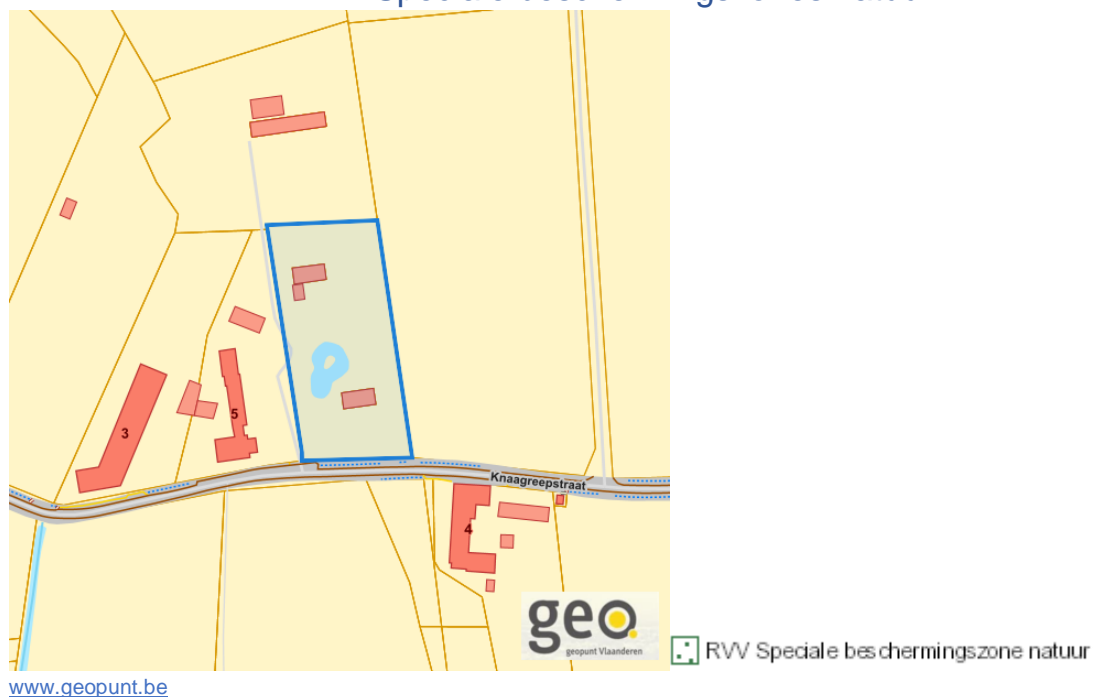 3
5
Knaagreepstraat
4
geo
geopunt Vlaanderen
RVV Speciale beschermingszone natuur
www.geopunt.be